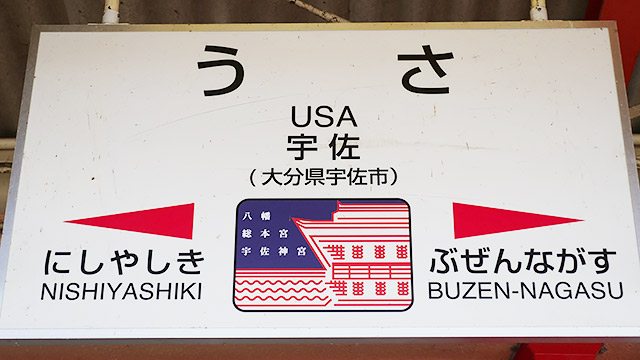 うさ
USA
宇佐
(大分県宇佐市)
八幡
総本宮
宇佐神宮
にしやしき
NISHIYASHIKI
ぶぜんながす
BUZEN-NAGASU